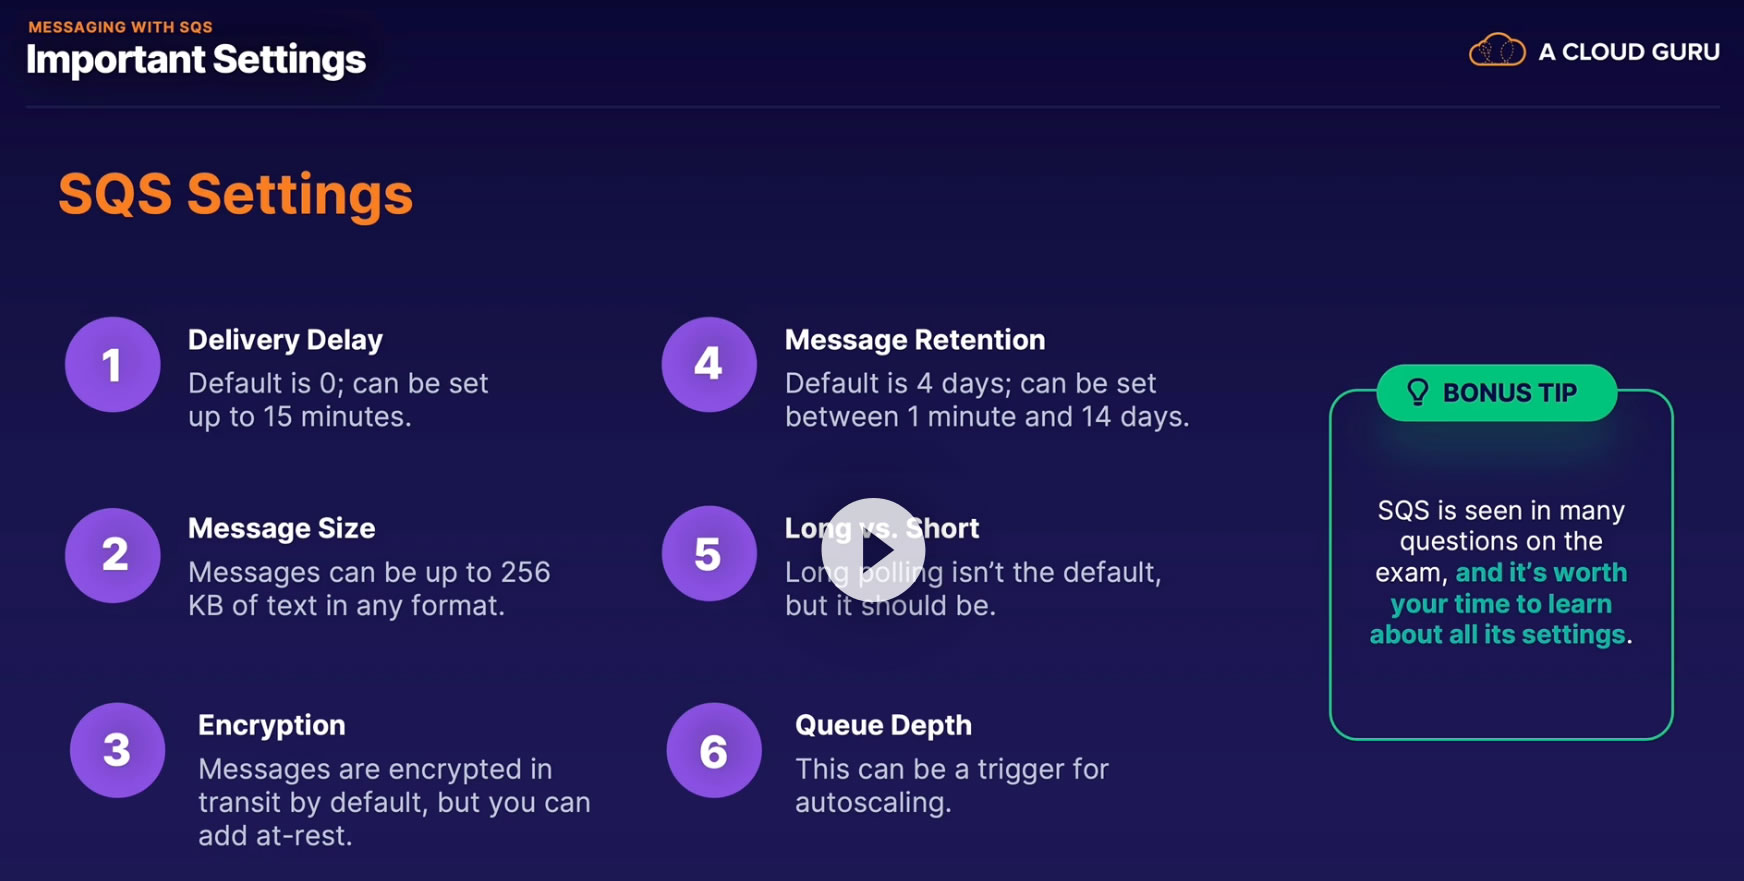 MESSAGING WITH SQS
Important Settings
A CLOUD GURU
SQS Settings
1
Delivery Delay
Default is 0; can be set
up to 15 minutes.
2
Message Size
Messages can be up to 256
KB of text in any format.
3
Encryption
Messages are encrypted in
transit by default, but you can
add at-rest.
4
Message Retention
Default is 4 days; can be set
between 1 minute and 14 days.
5
Long vs. Short
Long polling isn't the default,
but it should be.
6
Queue Depth
This can be a trigger for
autoscaling.
BONUS TIP
SQS is seen in many
questions on the
exam, and it's worth
your time to learn
about all its settings.